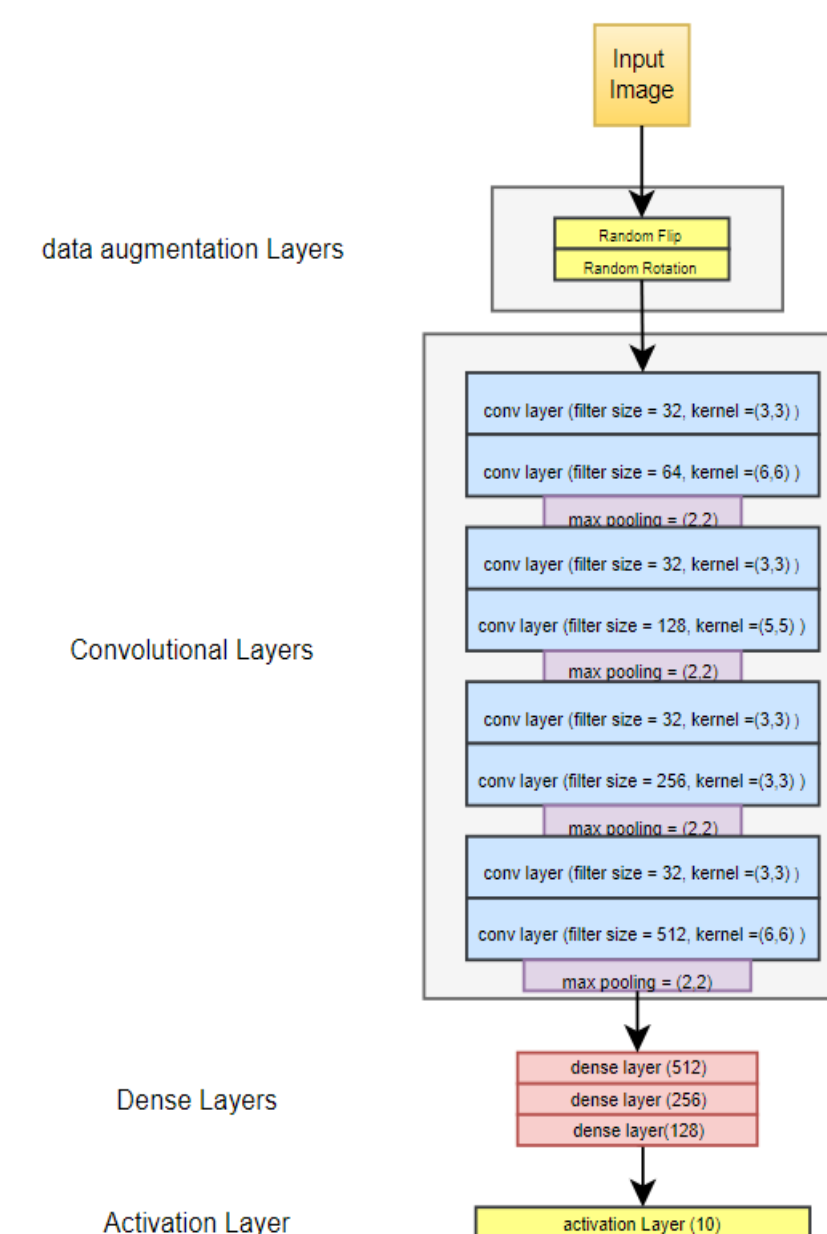 Input
Image
data augmentation Layers
Random Flip
Random Rotation
conv layer (filter size = 32, kernel =(3,3) )
conv layer (filter size = 64, kernel =(6,6) )
max pooling = (2,2)
conv layer (filter size = 32, kernel =(3,3) )
conv layer (filter size = 128, kernel =(5,5) )
max pooling = (2,2)
Convolutional Layers
conv layer (filter size = 32, kernel =(3,3) )
conv layer (filter size = 256, kernel =(3,3) )
max pooling = (2,2)
conv layer (filter size = 32, kernel =(3,3) )
conv layer (filter size = 512, kernel =(6,6) )
max pooling = (2,2)
Dense Layers
dense layer (512)
dense layer (256)
dense layer(128)
Activation Layer
activation Layer (10)